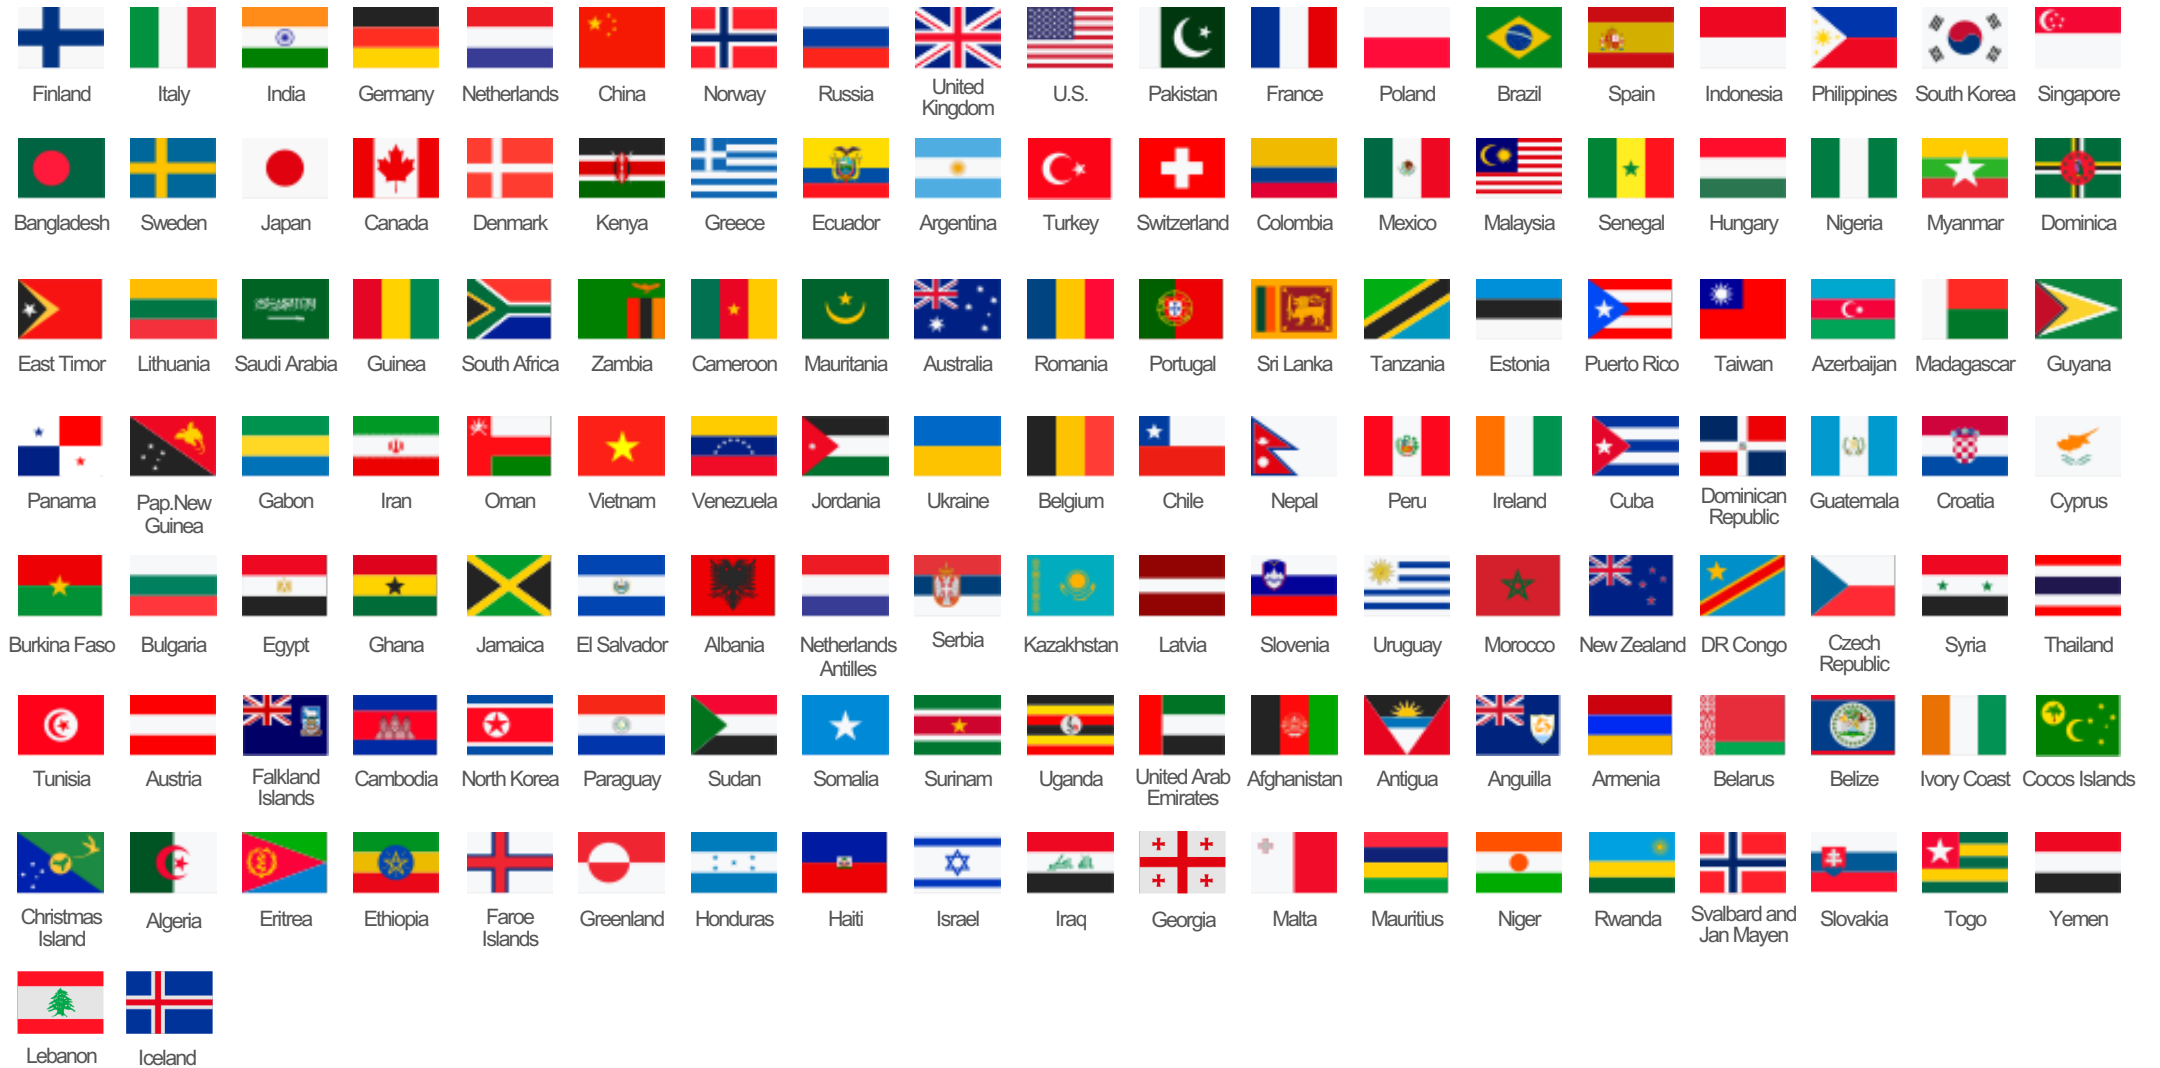 Finland Italy India Germany Netherlands China Norway Russia United Kingdom U.S. Pakistan France Poland Brazil Spain Indonesia Philippines South Korea Singapore
Bangladesh Sweden Japan Canada Denmark Kenya Greece Ecuador Argentina Turkey Switzerland Colombia Mexico Malaysia Senegal Hungary Nigeria Myanmar Dominica
East Timor Lithuania Saudi Arabia Guinea South Africa Zambia Cameroon Mauritania Australia Romania Portugal Sri Lanka Tanzania Estonia Puerto Rico Taiwan Azerbaijan Madagascar Guyana
Panama Pap.New Guinea Gabon Iran Oman Vietnam Venezuela Jordania Ukraine Belgium Chile Nepal Peru Ireland Cuba Dominican Republic Guatemala Croatia Cyprus
Burkina Faso Bulgaria Egypt Ghana Jamaica El Salvador Albania Netherlands Antilles Serbia Kazakhstan Latvia Slovenia Uruguay Morocco New Zealand DR Congo Czech Republic Syria Thailand
Tunisia Austria Falkland Islands Cambodia North Korea Paraguay Sudan Somalia Surinam Uganda United Arab Emirates Afghanistan Antigua Anguilla Armenia Belarus Belize Ivory Coast Cocos Islands
Christmas Island Algeria Eritrea Ethiopia Faroe Islands Greenland Honduras Haiti Israel Iraq Georgia Malta Mauritius Niger Rwanda Svalbard and Jan Mayen Slovakia Togo Yemen
Lebanon Iceland